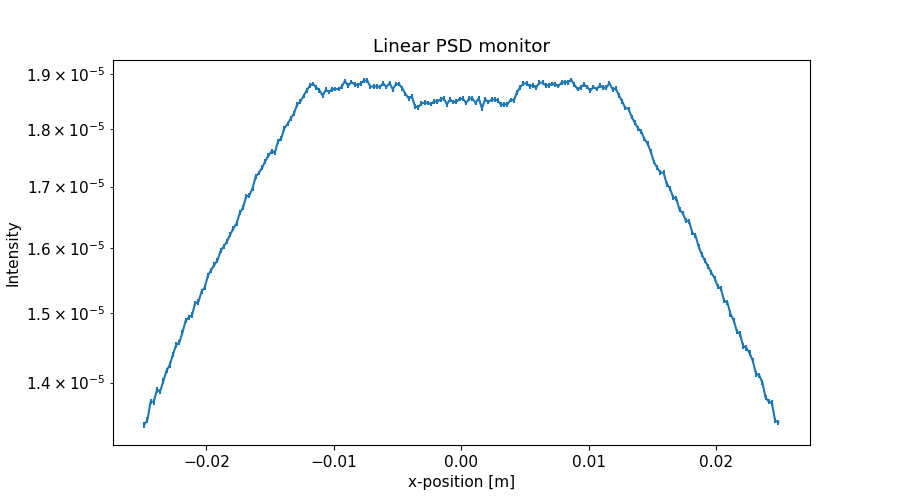 Linear PSD monitor
1.9 × 10⁻⁵
1.8 × 10⁻⁵
1.7 × 10⁻⁵
1.6 × 10⁻⁵
1.5 × 10⁻⁵
1.4 × 10⁻⁵
Intensity
−0.02 −0.01 0.00 0.01 0.02
x-position [m]